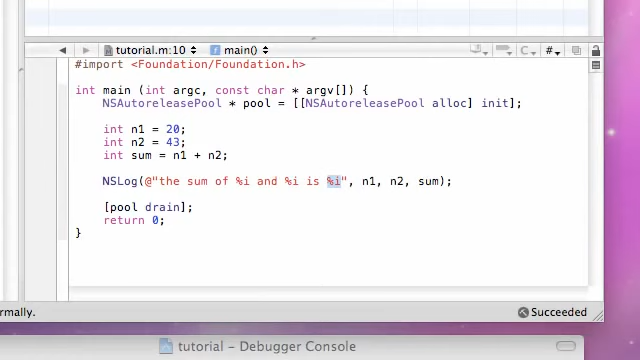 tutorial.m:10 main() #
#import <Foundation/Foundation.h>
int main (int argc, const char * argv[]) {
NSAutoreleasePool * pool = [[NSAutoreleasePool alloc] init];
int n1 = 20;
int n2 = 43;
int sum = n1 + n2;
NSLog(@"the sum of %i and %i is %i", n1, n2, sum);
[pool drain];
return 0;
}
rmally. Succeeded
tutorial – Debugger Console